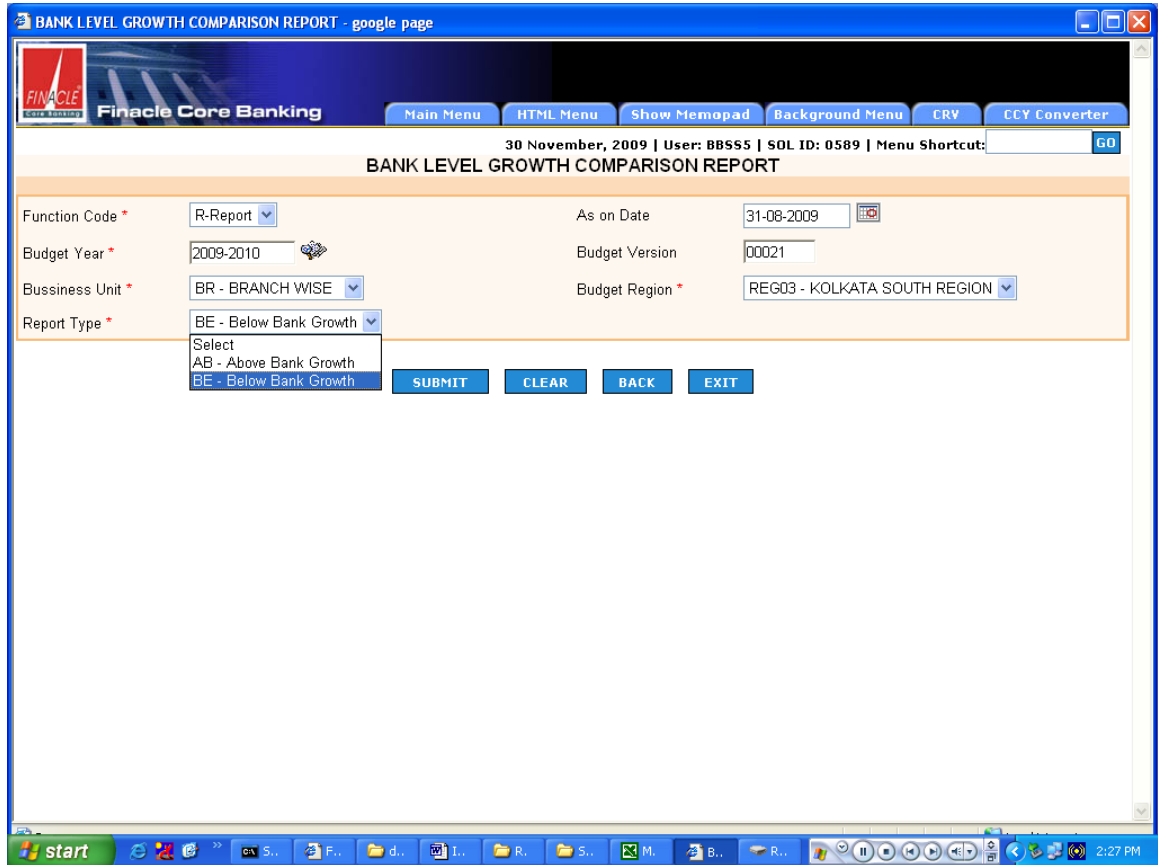 BANK LEVEL GROWTH COMPARISON REPORT - google page
FINACLE
Core Banking
Finacle Core Banking
Main Menu HTML Menu Show Memopad Background Menu CRV CCY Converter
30 November, 2009 | User: BBSS5 | SOL ID: 0589 | Menu Shortcut: GO
BANK LEVEL GROWTH COMPARISON REPORT
Function Code * R-Report As on Date 31-08-2009
Budget Year * 2009-2010 Budget Version 00021
Bussiness Unit * BR - BRANCH WISE Budget Region * REG03 - KOLKATA SOUTH REGION
Report Type * BE - Below Bank Growth
Select
AB - Above Bank Growth
BE - Below Bank Growth
SUBMIT CLEAR BACK EXIT
start S.. F.. d.. I.. R.. S.. M. B.. R.. 2:27 PM